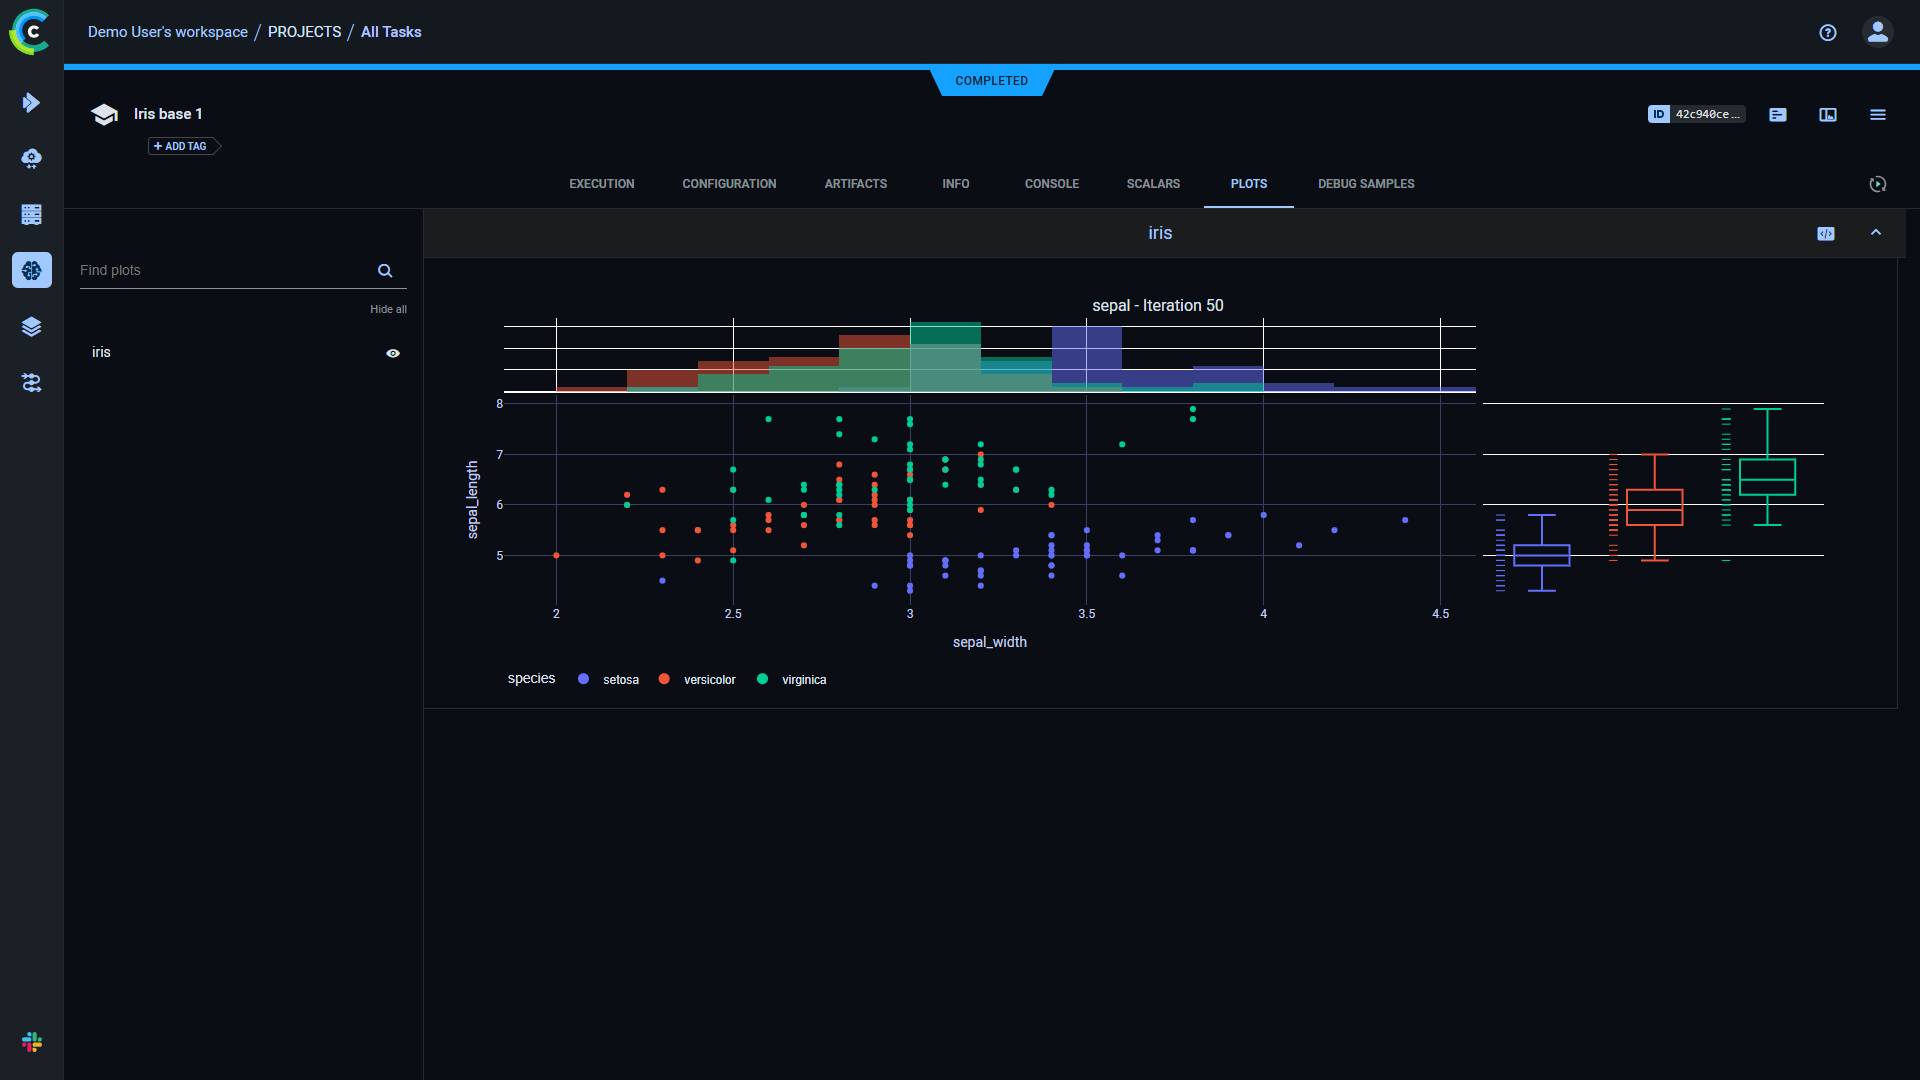 Demo User's workspace / PROJECTS / All Tasks
COMPLETED
Iris base 1
ID 42c940ce...
+ ADD TAG
EXECUTION CONFIGURATION ARTIFACTS INFO CONSOLE SCALARS PLOTS DEBUG SAMPLES
iris
Find plots
Hide all
iris
sepal - Iteration 50
8
7
6
5
sepal_length
2 2.5 3 3.5 4 4.5
sepal_width
species setosa versicolor virginica